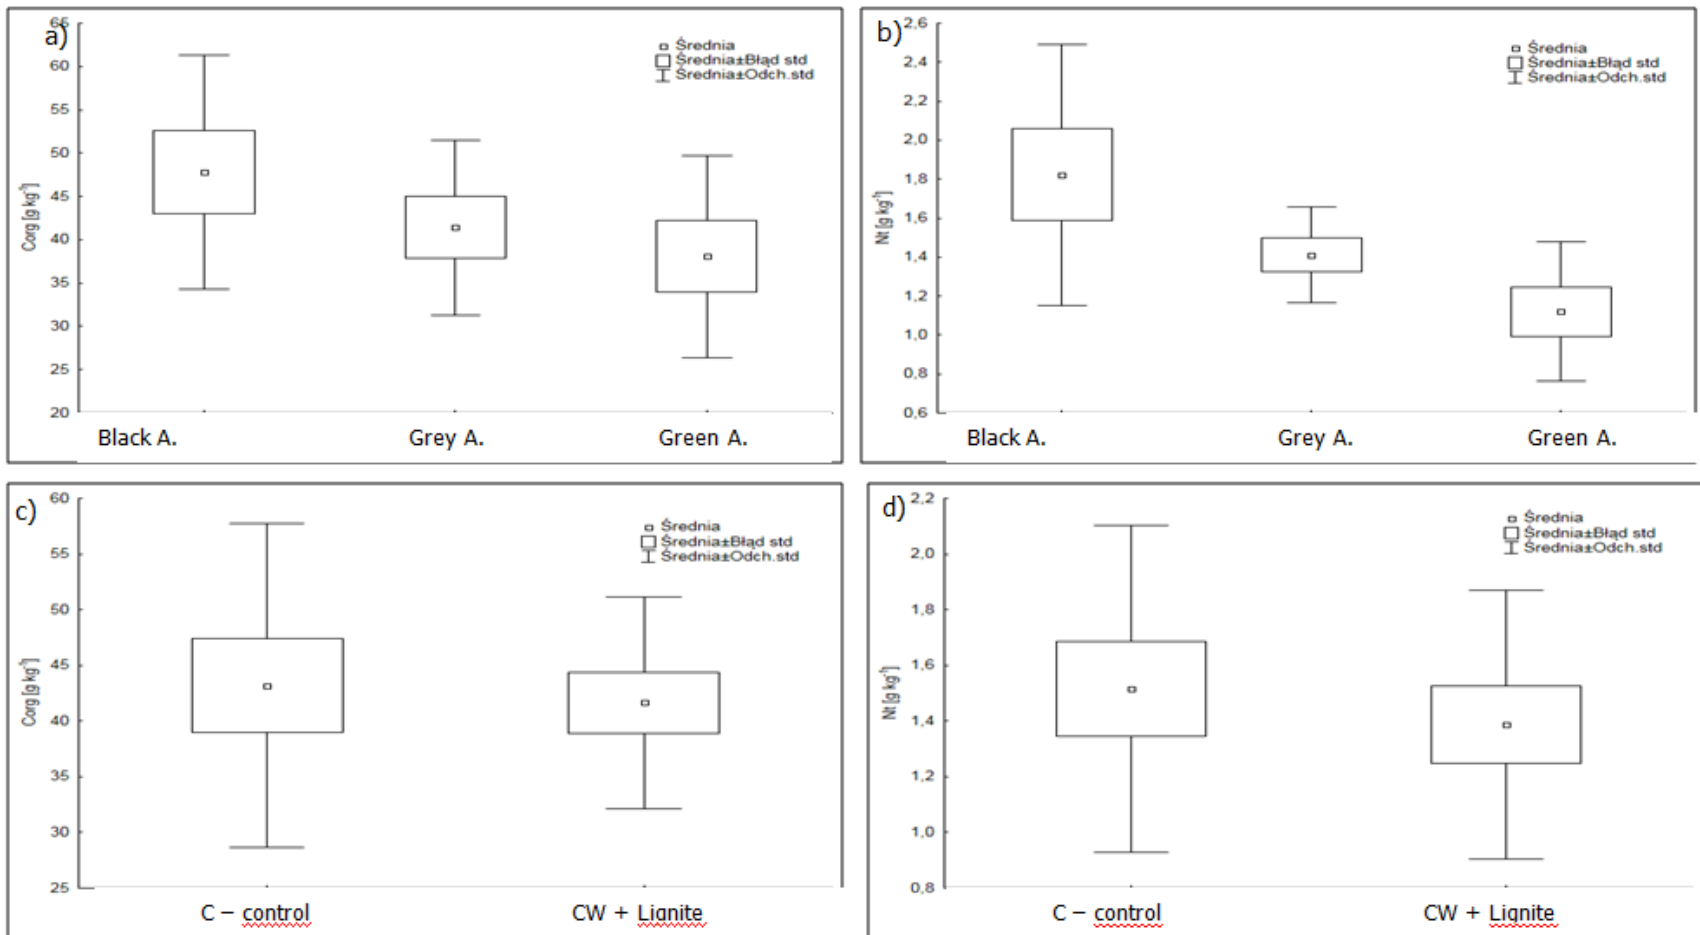 a)
65
60
55
50
45
40
35
30
25
20
Corg [g kg⁻¹]
Średnia
Średnia±Błąd std
Średnia±Odch.std
Black A.
Grey A.
Green A.
b)
2,6
2,4
2,2
2,0
1,8
1,6
1,4
1,2
1,0
0,8
0,6
Nt [g kg⁻¹]
Średnia
Średnia±Błąd std
Średnia±Odch.std
Black A.
Grey A.
Green A.
c)
60
55
50
45
40
35
30
25
Corg [g kg⁻¹]
Średnia
Średnia±Błąd std
Średnia±Odch.std
C – control
CW + Lignite
d)
2,2
2,0
1,8
1,6
1,4
1,2
1,0
0,8
Nt [g kg⁻¹]
Średnia
Średnia±Błąd std
Średnia±Odch.std
C – control
CW + Lignite